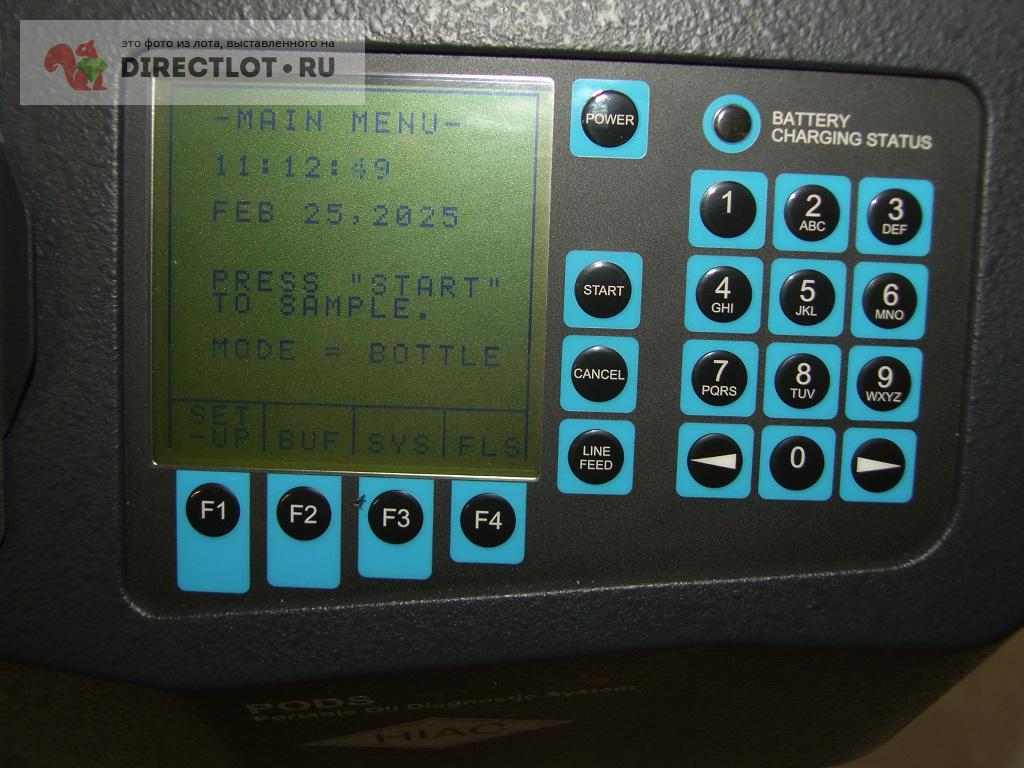 это фото из лота, выставленного на
DIRECTLOT•RU
-MAIN MENU-
11:12:49
FEB 25,2025
PRESS "START"
TO SAMPLE.
MODE = BOTTLE
SET
-UP BUF SYS FLS
F1 F2 F3 F4
POWER
START
CANCEL
LINE
FEED
BATTERY
CHARGING STATUS
1 2 3
ABC DEF
4 5 6
GHI JKL MNO
7 8 9
PQRS TUV WXYZ
0
PODS
Portable Oil Diagnostic System
HIAC